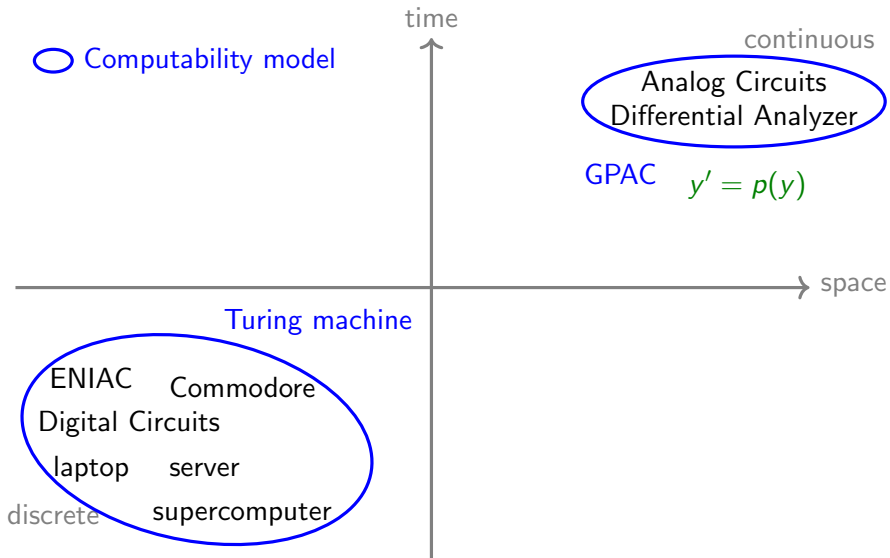 time
continuous
Computability model
Analog Circuits
Differential Analyzer
GPAC
y′ = p(y)
space
Turing machine
ENIAC
Commodore
Digital Circuits
laptop
server
discrete
supercomputer